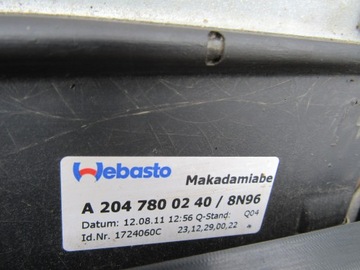 Webasto
Makadamiabe
A 204 780 02 40 / 8N96
Datum: 12.08.11 12:56 Q-Stand: Q04
Id.Nr. 1724060C 23,12,29,00,22